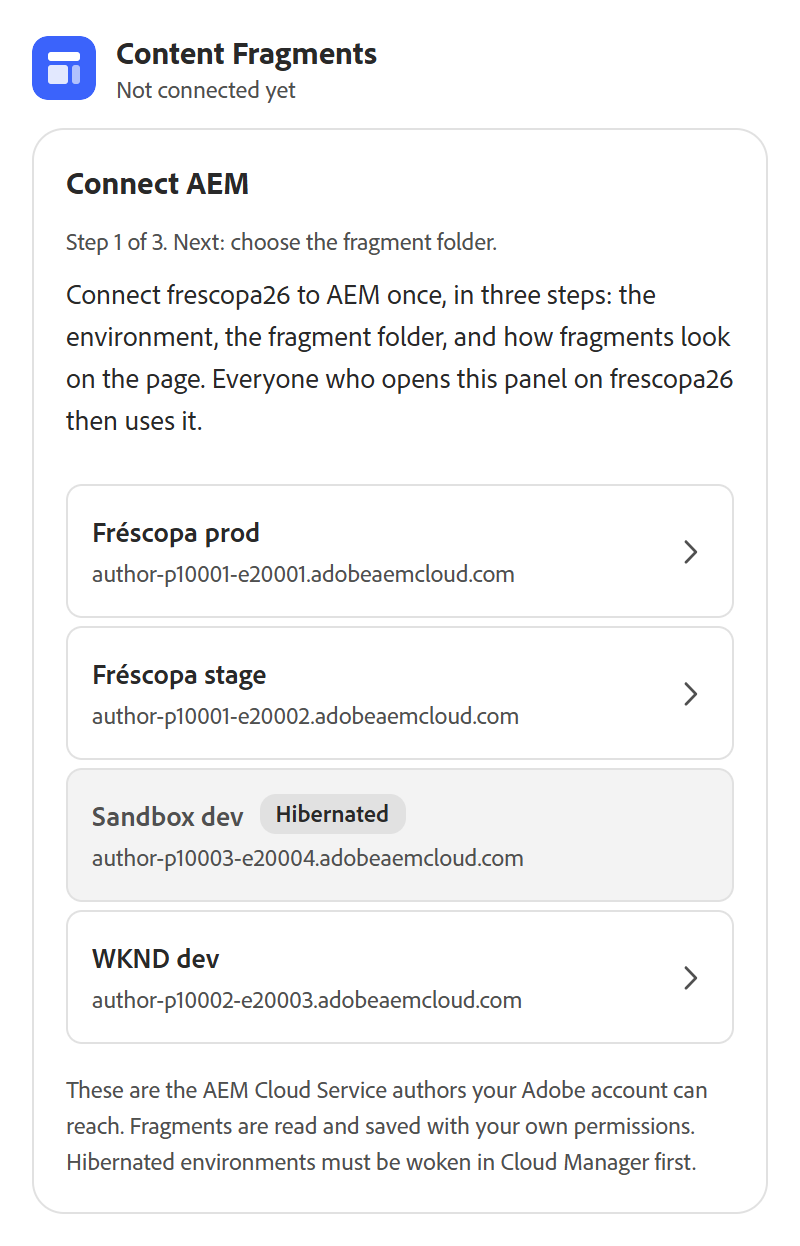 Content Fragments
Not connected yet
Connect AEM
Step 1 of 3. Next: choose the fragment folder.
Connect frescopa26 to AEM once, in three steps: the
environment, the fragment folder, and how fragments look
on the page. Everyone who opens this panel on frescopa26
then uses it.
Fréscopa prod
author-p10001-e20001.adobeaemcloud.com
Fréscopa stage
author-p10001-e20002.adobeaemcloud.com
Sandbox dev Hibernated
author-p10003-e20004.adobeaemcloud.com
WKND dev
author-p10002-e20003.adobeaemcloud.com
These are the AEM Cloud Service authors your Adobe account can
reach. Fragments are read and saved with your own permissions.
Hibernated environments must be woken in Cloud Manager first.